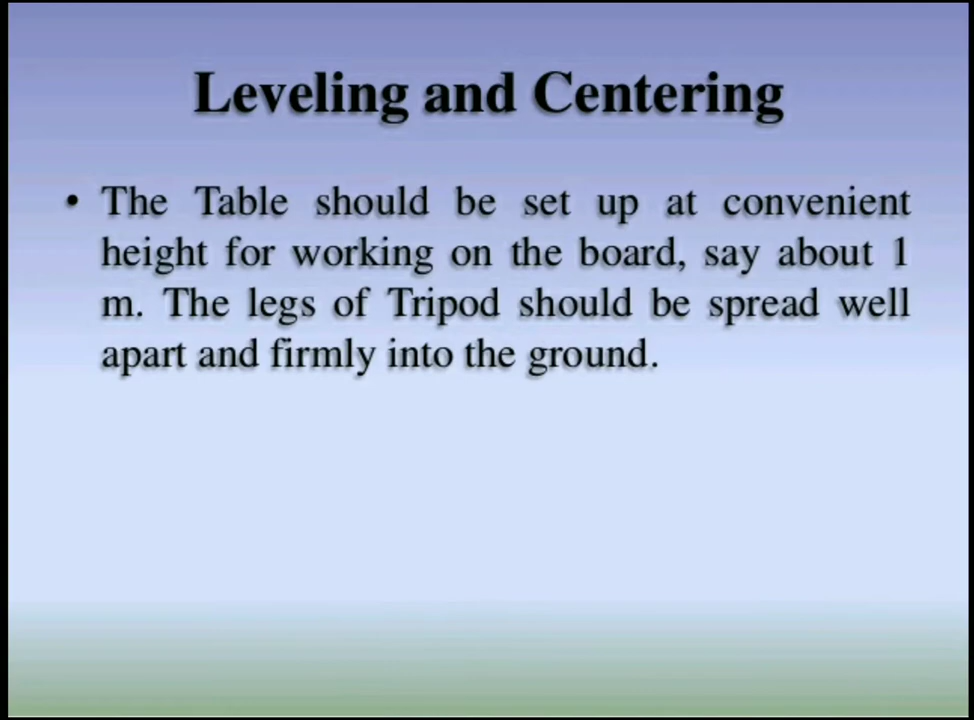 Leveling and Centering
• The Table should be set up at convenient
height for working on the board, say about 1
m. The legs of Tripod should be spread well
apart and firmly into the ground.